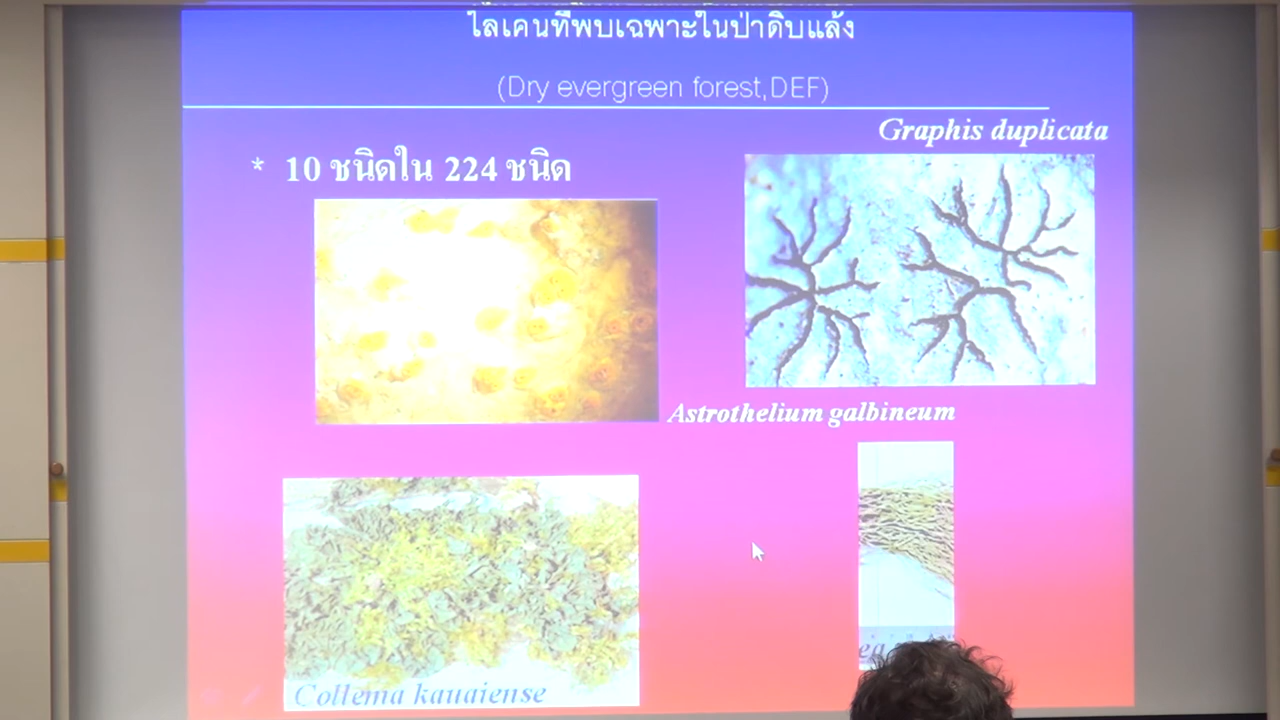 ไลเคนที่พบเฉพาะในป่าดิบแล้ง
(Dry evergreen forest,DEF)
Graphis duplicata
* 10 ชนิดใน 224 ชนิด
Astrothelium galbineum
Collema kauaiense